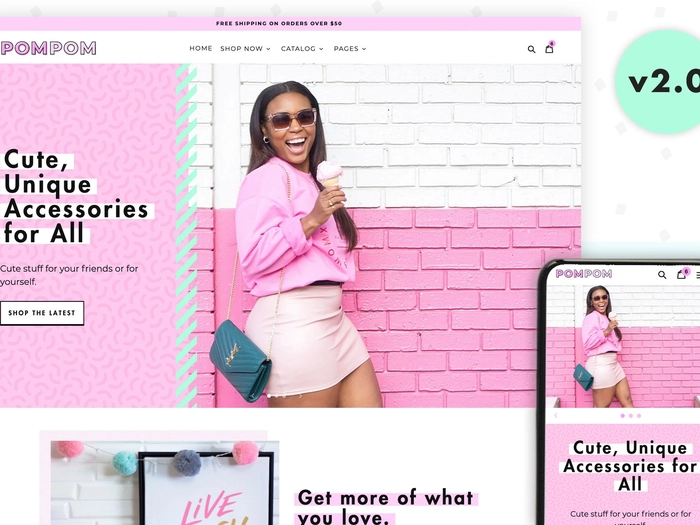 FREE SHIPPING ON ORDERS OVER $50
POMPOM
HOME SHOP NOW CATALOG PAGES
6
v2.0
Cute,
Unique
Accessories
for All
Cute stuff for your friends or for
yourself.
SHOP THE LATEST
LIVE
Get more of what
you love.
POMPOM
6
Cute, Unique
Accessories for
All
Cute stuff for your friends or for
yourself.